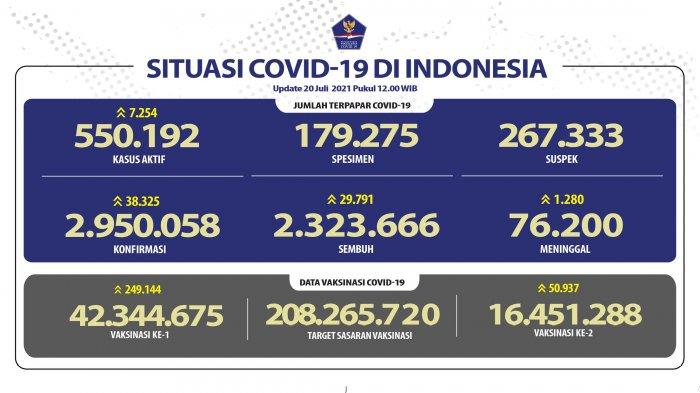 SITUASI COVID-19 DI INDONESIA
Update 20 Juli 2021 Pukul 12.00 WIB
JUMLAH TERPAPAR COVID-19
7.254
550.192
KASUS AKTIF
179.275
SPESIMEN
267.333
SUSPEK
38.325
2.950.058
KONFIRMASI
29.791
2.323.666
SEMBUH
1.280
76.200
MENINGGAL
DATA VAKSINASI COVID-19
249.144
42.344.675
VAKSINASI KE-1
208.265.720
TARGET SASARAN VAKSINASI
50.937
16.451.288
VAKSINASI KE-2